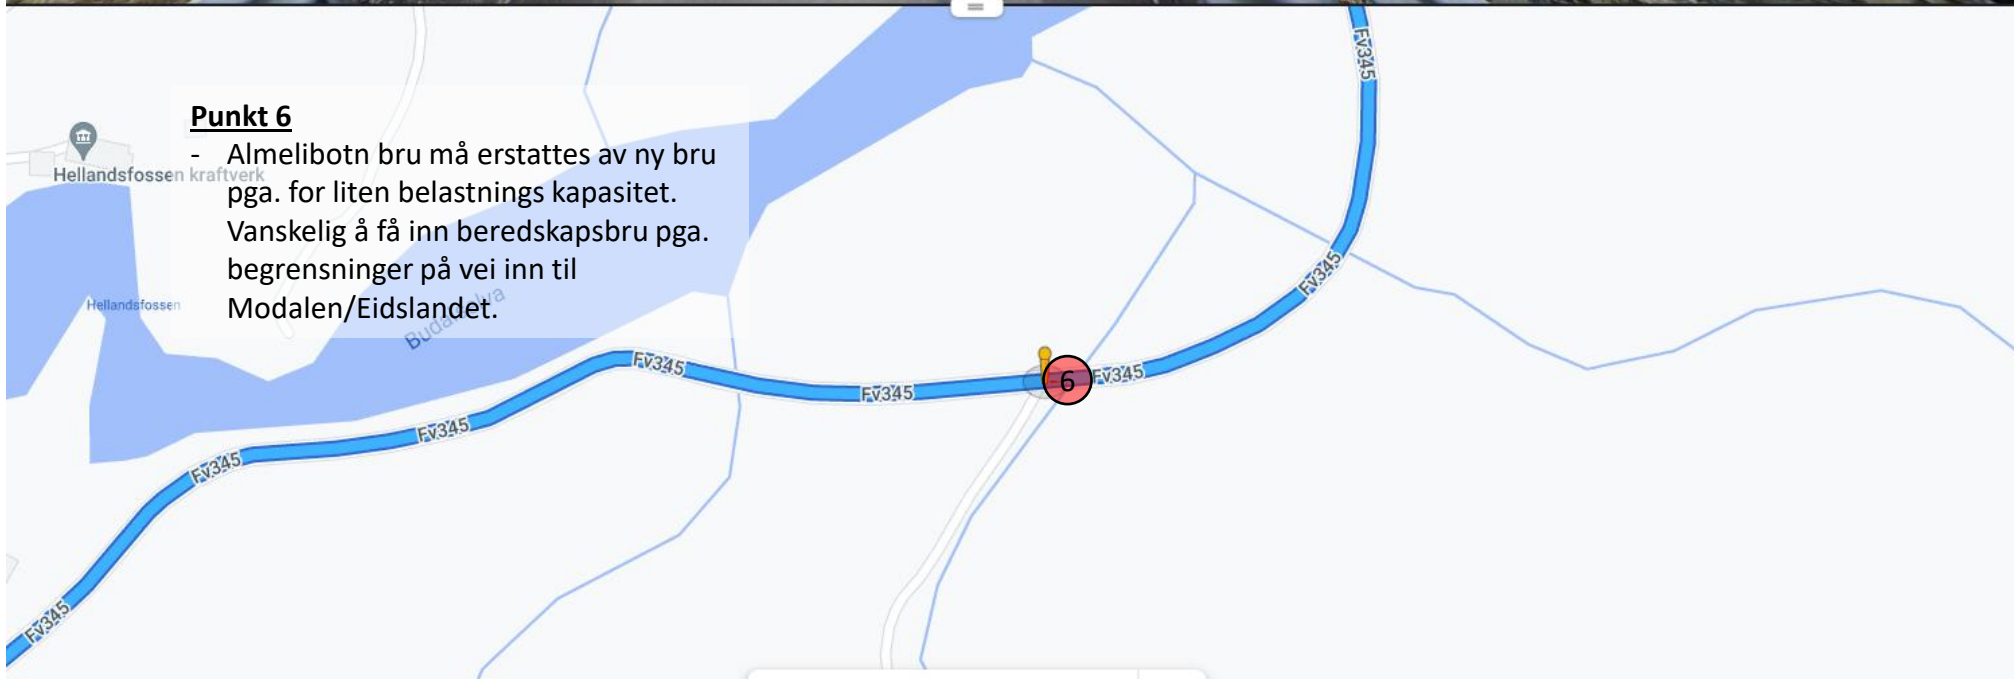 Fv345
Punkt 6
- Almelibotn bru må erstattes av ny bru
pga. for liten belastnings kapasitet.
Vanskelig å få inn beredskapsbru pga.
begrensninger på vei inn til
Modalen/Eidslandet.
Hellandsfossen kraftverk
Hellandsfossen
Budalselva
Fv345
Fv345
Fv345
6
Fv345
Fv345
Fv345
Fv345